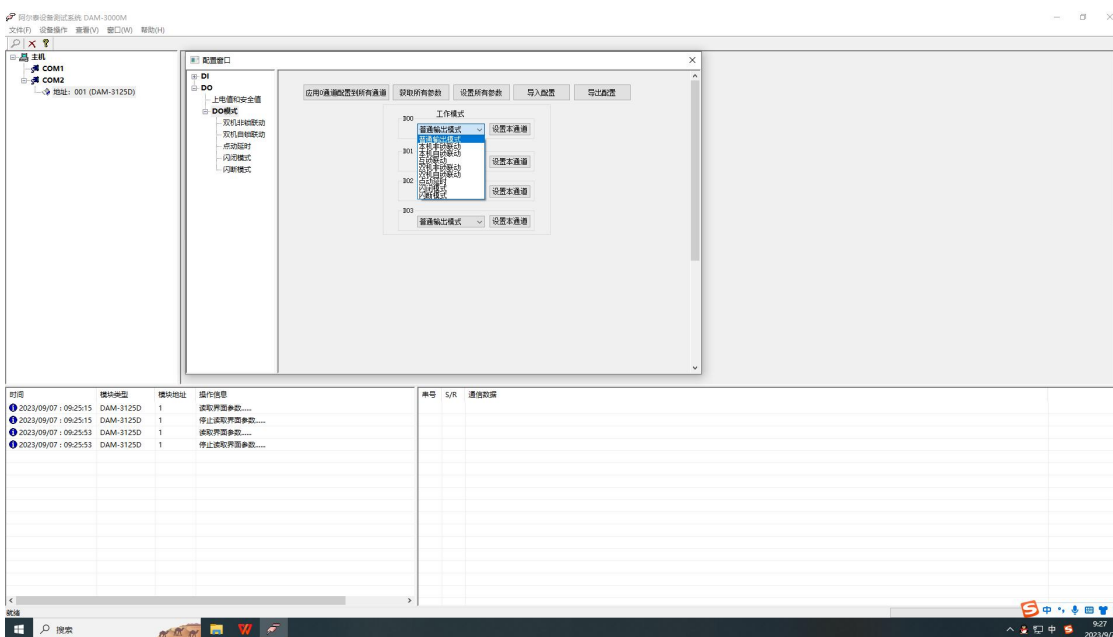 阿尔泰设备测试系统 DAM-3000M
文件(F) 设备操作 查看(V) 窗口(W) 帮助(H)
主机
COM1
COM2
地址: 001 (DAM-3125D)
配置窗口
DI
DO
上电值和安全值
DO模式
双机非锁联动
双机自锁联动
点动延时
闪闭模式
闪断模式
应用0通道配置到所有通道 获取所有参数 设置所有参数 导入配置 导出配置
工作模式
DO0
普通输出模式 设置本通道
普通输出模式
本机非锁联动
本机自锁联动
互锁联动
双机非锁联动
双机自锁联动
点动延时
闪闭模式
闪断模式
DO1
设置本通道
DO2
设置本通道
DO3
普通输出模式 设置本通道
时间 模块类型 模块地址 操作信息
2023/09/07 : 09:25:15 DAM-3125D 1 读取界面参数......
2023/09/07 : 09:25:15 DAM-3125D 1 停止读取界面参数......
2023/09/07 : 09:25:53 DAM-3125D 1 读取界面参数......
2023/09/07 : 09:25:53 DAM-3125D 1 停止读取界面参数......
串号 S/R 通信数据
就绪
中
搜索
中
9:27
2023/9/